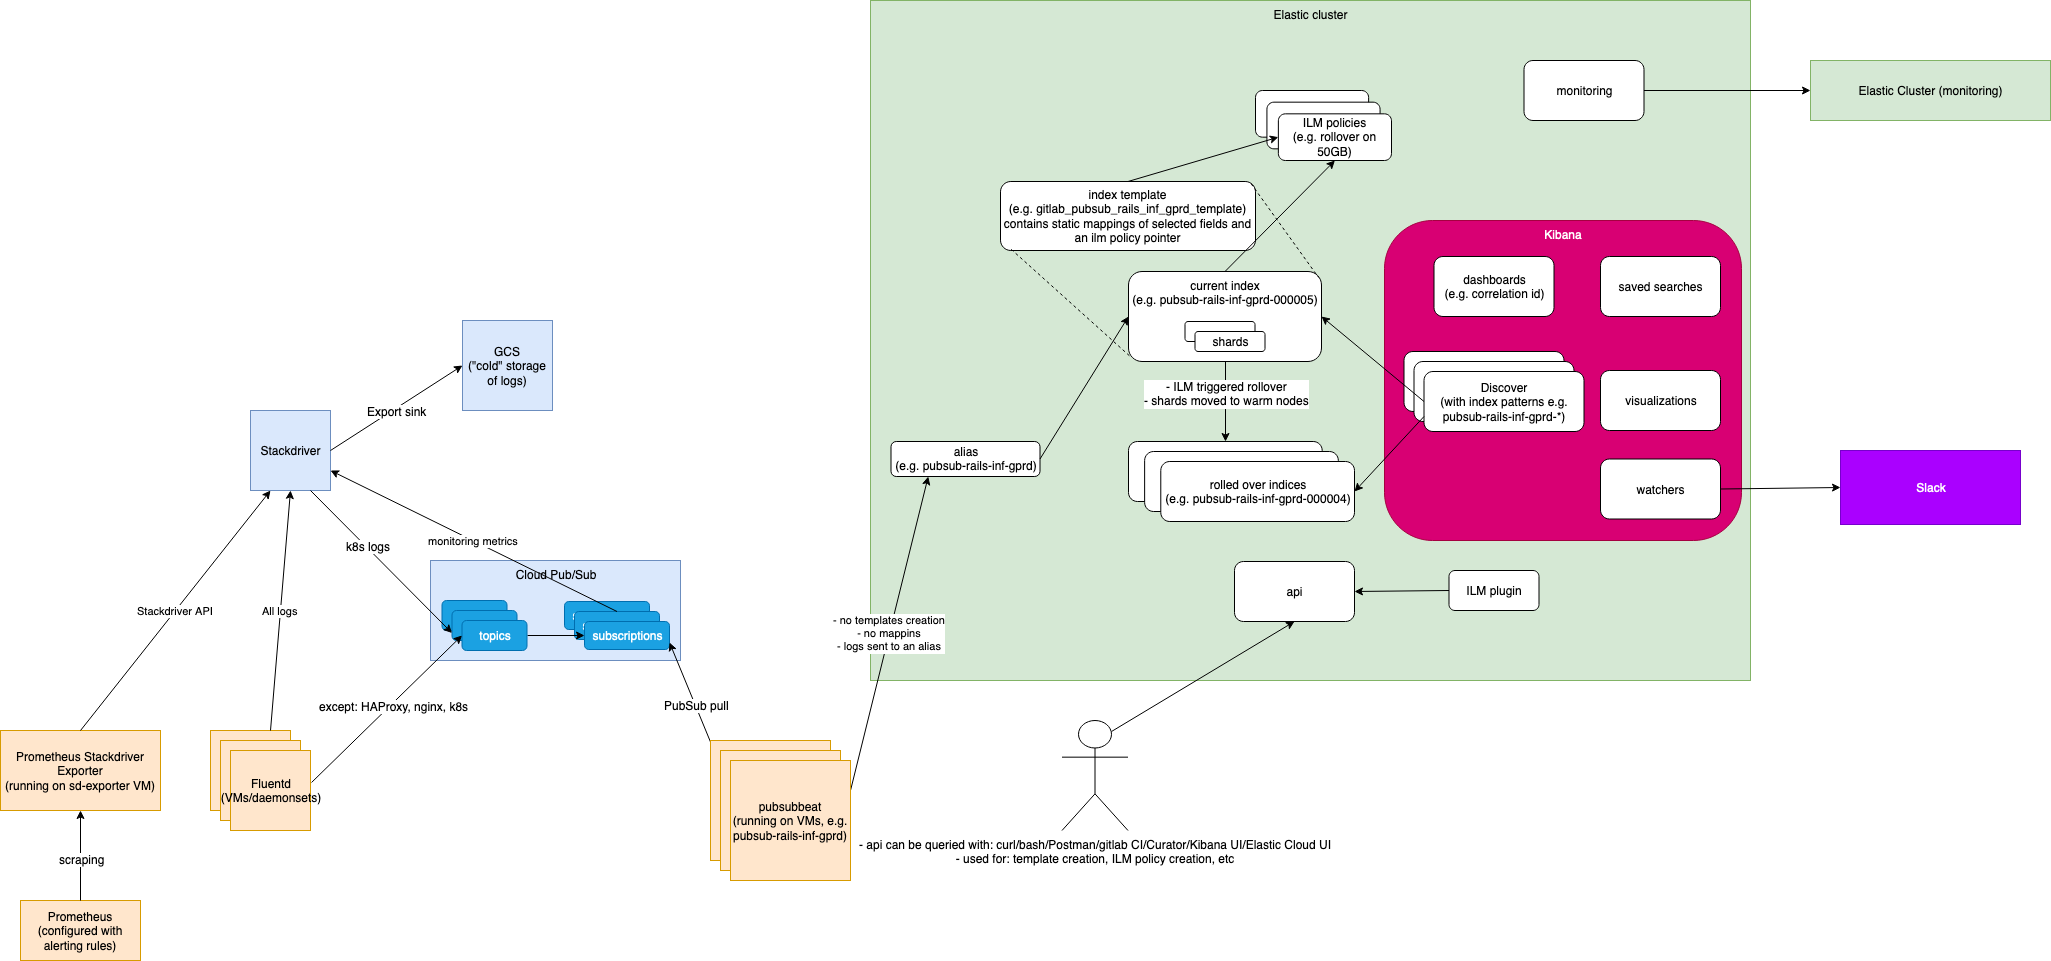 Elastic cluster
monitoring
Elastic Cluster (monitoring)
ILM policies
(e.g. rollover on
50GB)
index template
(e.g. gitlab_pubsub_rails_inf_gprd_template)
contains static mappings of selected fields and
an ilm policy pointer
Kibana
dashboards
(e.g. correlation id)
saved searches
current index
(e.g. pubsub-rails-inf-gprd-000005)
shards
GCS
("cold" storage
of logs)
Export sink
Stackdriver
- ILM triggered rollover
- shards moved to warm nodes
Discover
(with index patterns e.g.
pubsub-rails-inf-gprd-*)
visualizations
alias
(e.g. pubsub-rails-inf-gprd)
rolled over indices
(e.g. pubsub-rails-inf-gprd-000004)
watchers
Slack
k8s logs
monitoring metrics
Cloud Pub/Sub
topics
subscriptions
Stackdriver API
All logs
- no templates creation
- no mappins
- logs sent to an alias
api
ILM plugin
except: HAProxy, nginx, k8s
PubSub pull
Prometheus Stackdriver
Exporter
(running on sd-exporter VM)
Fluentd
(VMs/daemonsets)
pubsubbeat
(running on VMs, e.g.
pubsub-rails-inf-gprd)
- api can be queried with: curl/bash/Postman/gitlab CI/Curator/Kibana UI/Elastic Cloud UI
- used for: template creation, ILM policy creation, etc
scraping
Prometheus
(configured with
alerting rules)